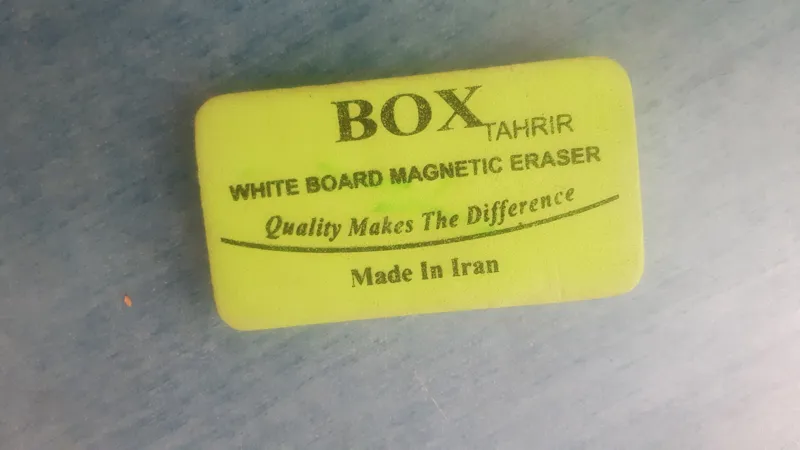 BOX TAHRIR
WHITE BOARD MAGNETIC ERASER
Quality Makes The Difference
Made In Iran